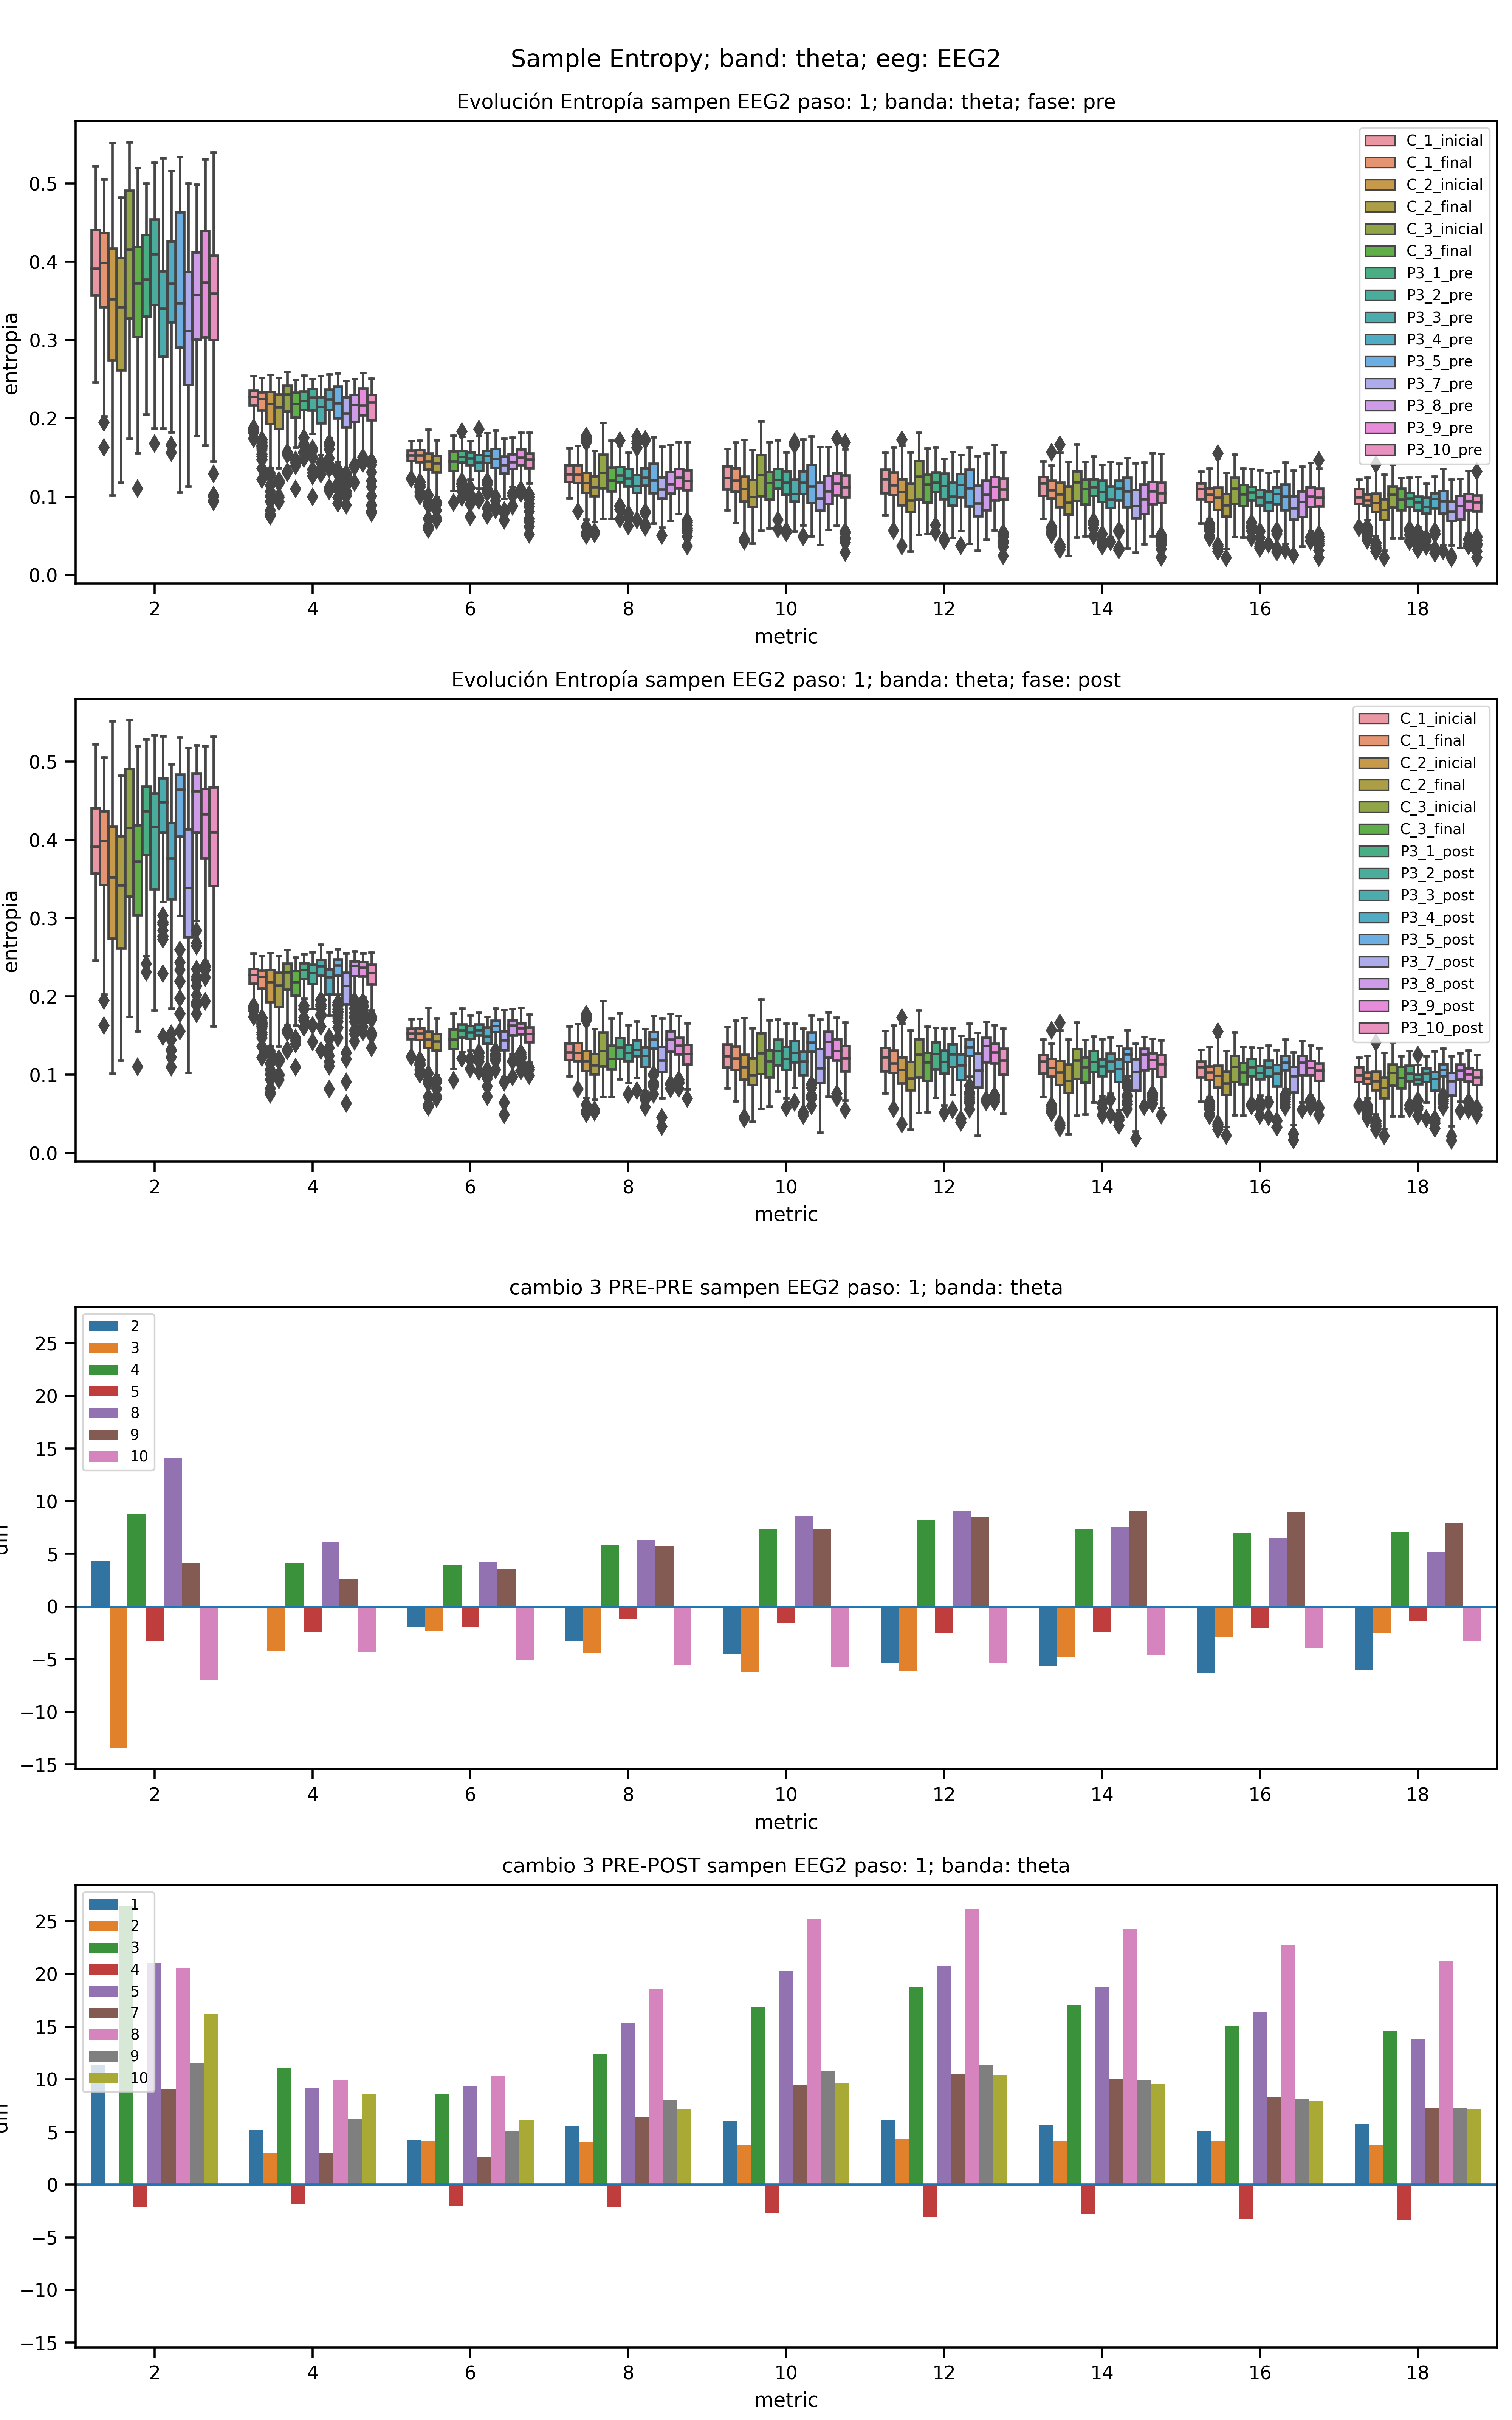 Sample Entropy; band: theta; eeg: EEG2
Evolución Entropía sampen EEG2 paso: 1; banda: theta; fase: pre
entropia
0.5
0.4
0.3
0.2
0.1
0.0
C_1_inicial
C_1_final
C_2_inicial
C_2_final
C_3_inicial
C_3_final
P3_1_pre
P3_2_pre
P3_3_pre
P3_4_pre
P3_5_pre
P3_7_pre
P3_8_pre
P3_9_pre
P3_10_pre
2 4 6 8 10 12 14 16 18
metric
Evolución Entropía sampen EEG2 paso: 1; banda: theta; fase: post
entropia
0.5
0.4
0.3
0.2
0.1
0.0
C_1_inicial
C_1_final
C_2_inicial
C_2_final
C_3_inicial
C_3_final
P3_1_post
P3_2_post
P3_3_post
P3_4_post
P3_5_post
P3_7_post
P3_8_post
P3_9_post
P3_10_post
2 4 6 8 10 12 14 16 18
metric
cambio 3 PRE-PRE sampen EEG2 paso: 1; banda: theta
25
20
15
10
5
0
−5
−10
−15
2
3
4
5
8
9
10
2 4 6 8 10 12 14 16 18
metric
cambio 3 PRE-POST sampen EEG2 paso: 1; banda: theta
25
20
15
10
5
0
−5
−10
−15
1
2
3
4
5
7
8
9
10
2 4 6 8 10 12 14 16 18
metric